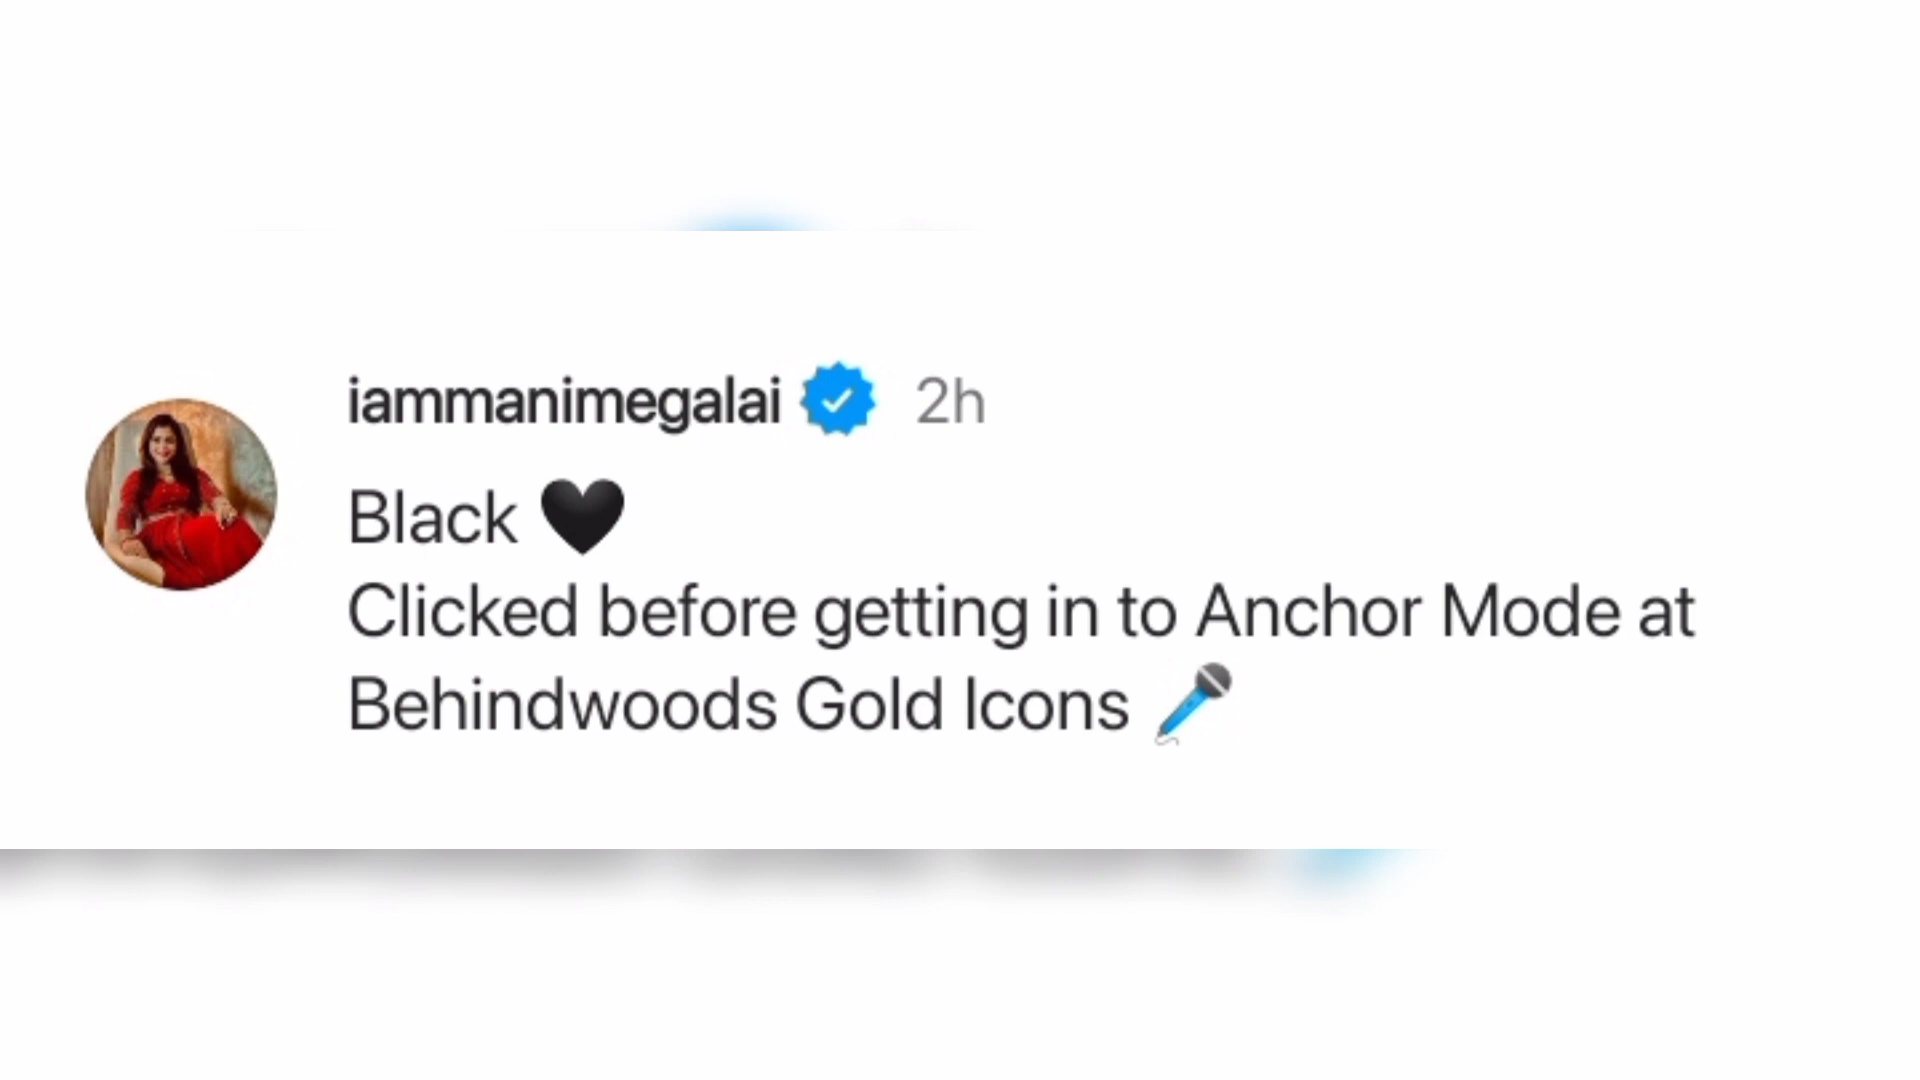 iammanimegalai 2h
Black 🖤
Clicked before getting in to Anchor Mode at
Behindwoods Gold Icons 🎤